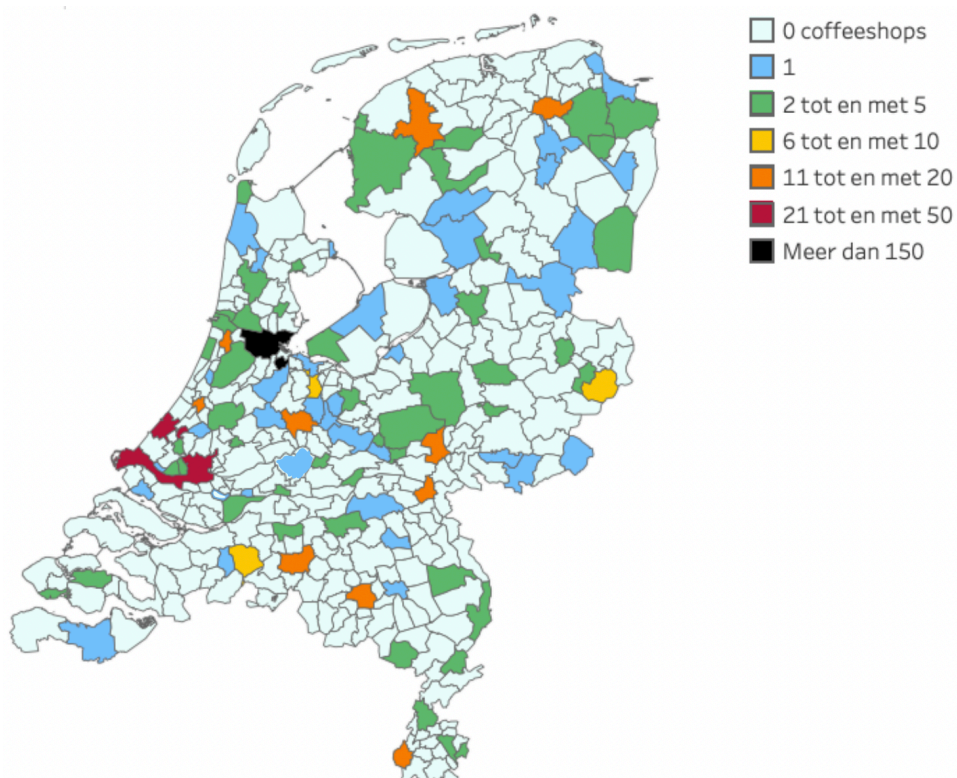 0 coffeeshops
1
2 tot en met 5
6 tot en met 10
11 tot en met 20
21 tot en met 50
Meer dan 150